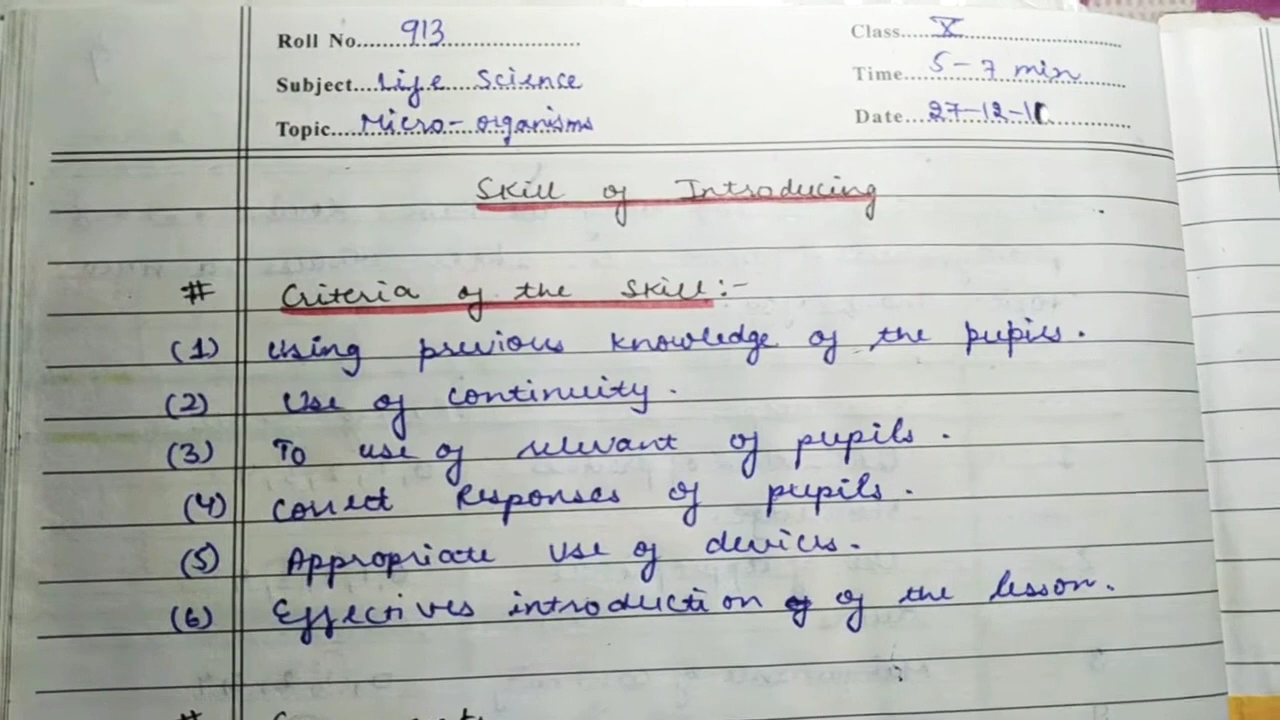 Roll No. 913
Class X
Subject Life Science
Time 5-7 min
Topic Micro-organisms
Date 27-12-1
Skill of Introducing
# Criteria of the Skill:-
(1) Using previous knowledge of the pupils.
(2) Use of continuity.
(3) To use of relevant of pupils.
(4) Correct Responses of pupils.
(5) Appropriate use of devices.
(6) Effectives introduction of of the lesson.
#